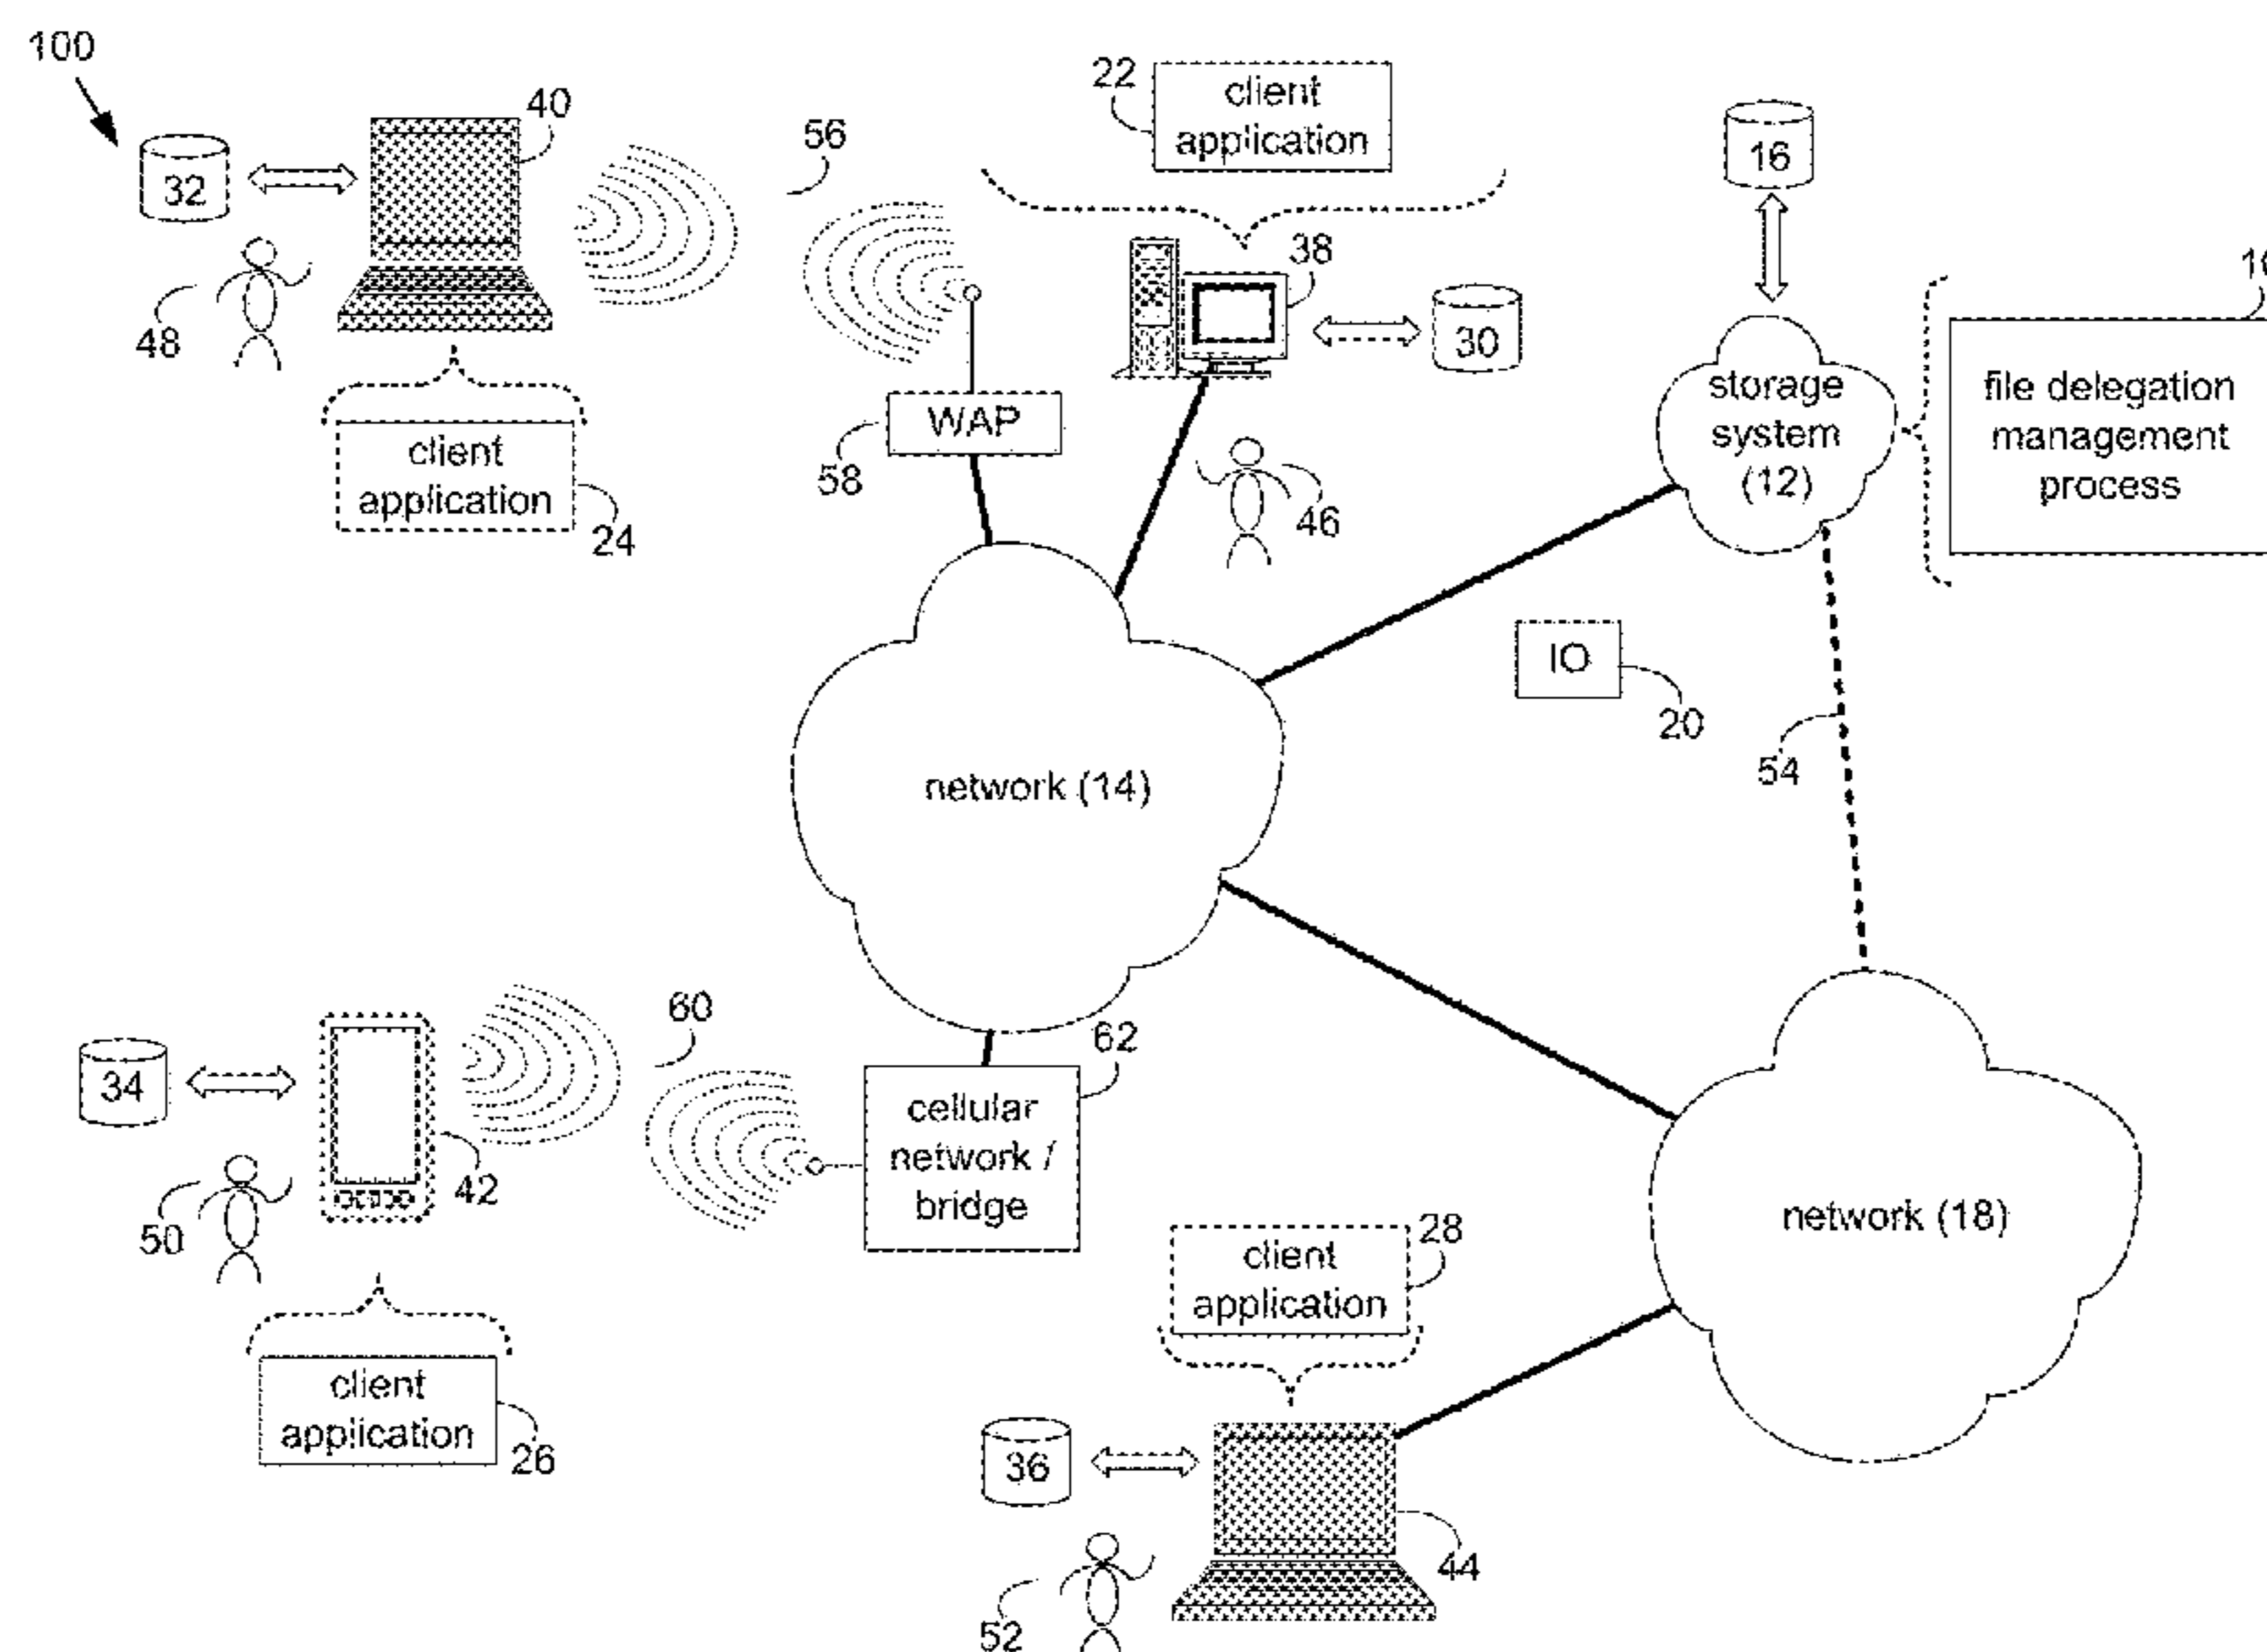 100
32
40
56
22
client
application
16
48
client
application
24
WAP
58
38
30
46
storage
system
(12)
10
file delegation
management
process
IO
20
54
network (14)
34
42
60
62
cellular
network /
bridge
50
client
application
26
28
client
application
network (18)
36
44
52